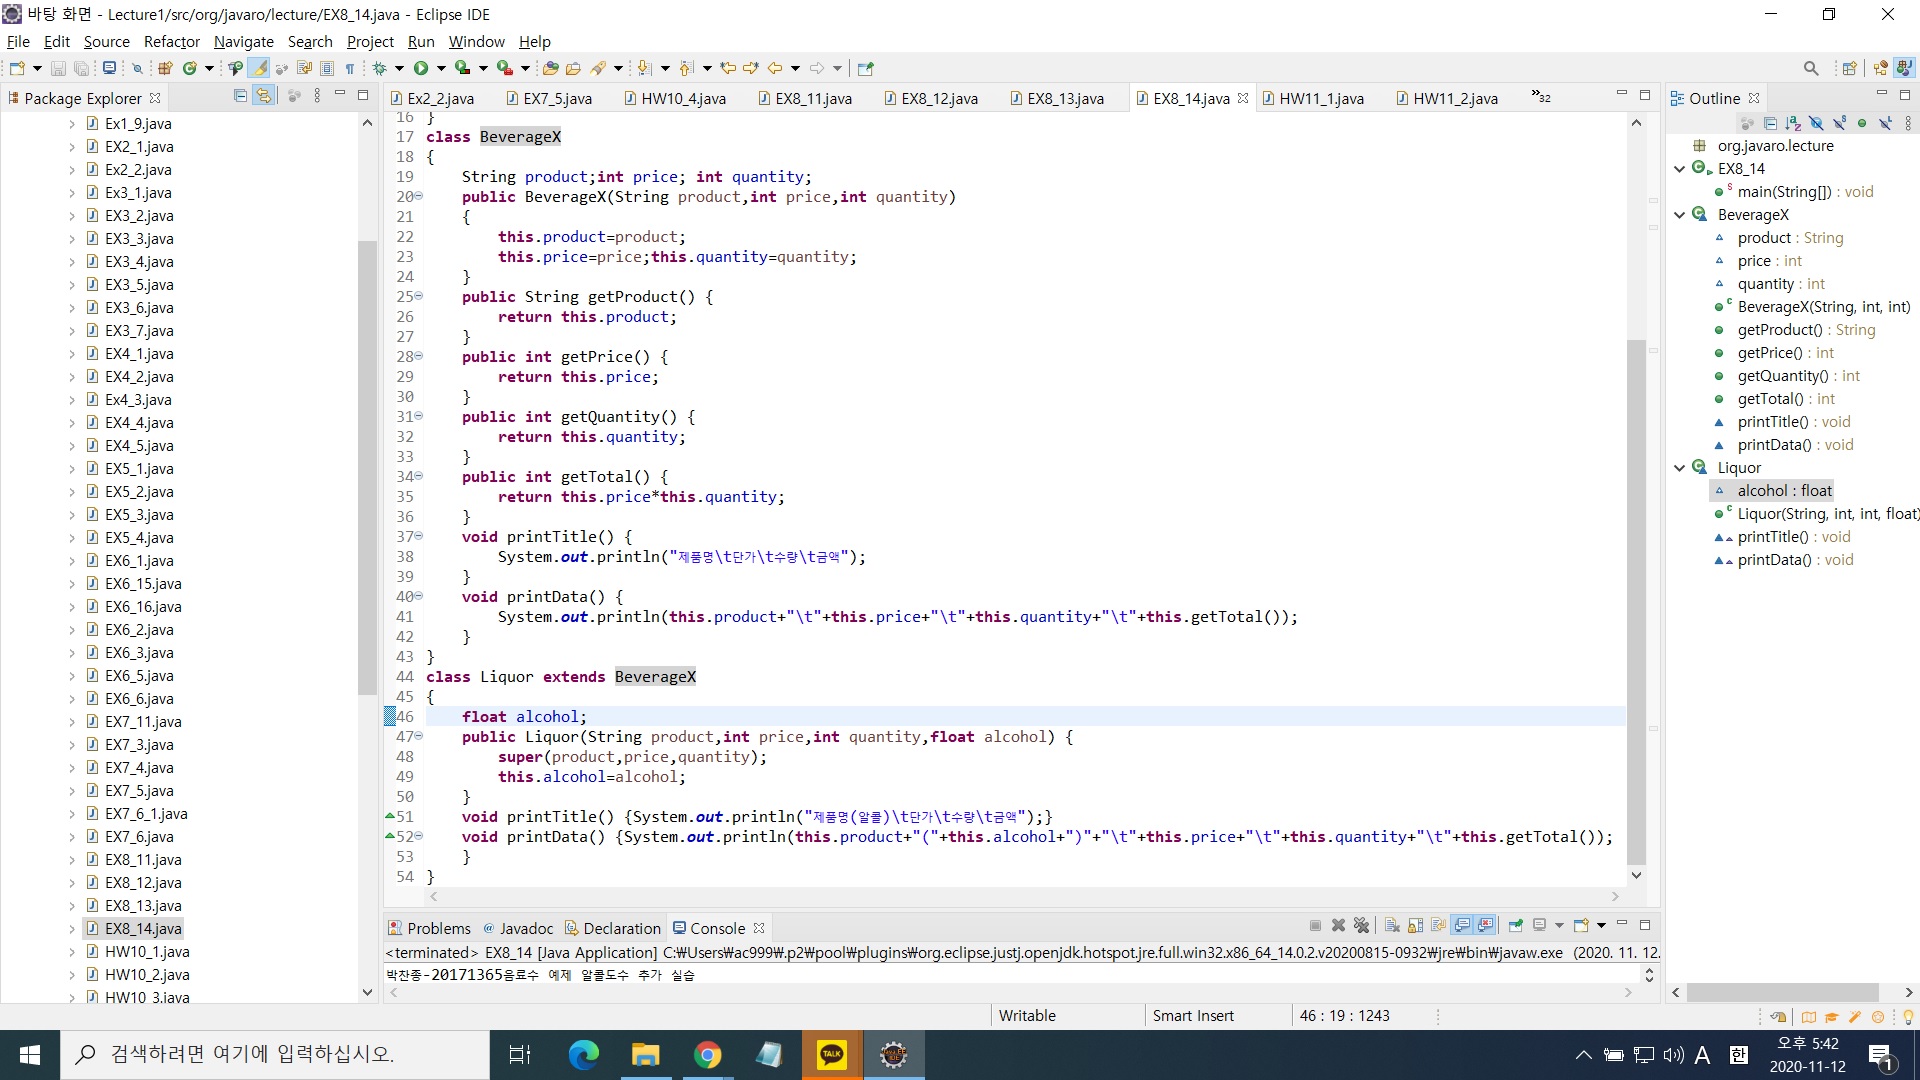 바탕 화면 - Lecture1/src/org/javaro/lecture/EX8_14.java - Eclipse IDE
File Edit Source Refactor Navigate Search Project Run Window Help
Package Explorer
Ex1_9.java
EX2_1.java
Ex2_2.java
Ex3_1.java
EX3_2.java
EX3_3.java
EX3_4.java
EX3_5.java
EX3_6.java
EX3_7.java
EX4_1.java
EX4_2.java
Ex4_3.java
EX4_4.java
EX4_5.java
EX5_1.java
EX5_2.java
EX5_3.java
EX5_4.java
EX6_1.java
EX6_15.java
EX6_16.java
EX6_2.java
EX6_3.java
EX6_5.java
EX6_6.java
EX7_11.java
EX7_3.java
EX7_4.java
EX7_5.java
EX7_6_1.java
EX7_6.java
EX8_11.java
EX8_12.java
EX8_13.java
EX8_14.java
HW10_1.java
HW10_2.java
HW10_3.java
Ex2_2.java EX7_5.java HW10_4.java EX8_11.java EX8_12.java EX8_13.java EX8_14.java HW11_1.java HW11_2.java »32
16 }
17 class BeverageX
18 {
19 String product;int price; int quantity;
20 public BeverageX(String product,int price,int quantity)
21 {
22 this.product=product;
23 this.price=price;this.quantity=quantity;
24 }
25 public String getProduct() {
26 return this.product;
27 }
28 public int getPrice() {
29 return this.price;
30 }
31 public int getQuantity() {
32 return this.quantity;
33 }
34 public int getTotal() {
35 return this.price*this.quantity;
36 }
37 void printTitle() {
38 System.out.println("제품명\t단가\t수량\t금액");
39 }
40 void printData() {
41 System.out.println(this.product+"\t"+this.price+"\t"+this.quantity+"\t"+this.getTotal());
42 }
43 }
44 class Liquor extends BeverageX
45 {
46 float alcohol;
47 public Liquor(String product,int price,int quantity,float alcohol) {
48 super(product,price,quantity);
49 this.alcohol=alcohol;
50 }
51 void printTitle() {System.out.println("제품명(알콜)\t단가\t수량\t금액");}
52 void printData() {System.out.println(this.product+"("+this.alcohol+")"+"\t"+this.price+"\t"+this.quantity+"\t"+this.getTotal());
53 }
54 }
Problems @ Javadoc Declaration Console
<terminated> EX8_14 [Java Application] C:₩Users₩ac999₩.p2₩pool₩plugins₩org.eclipse.justj.openjdk.hotspot.jre.full.win32.x86_64_14.0.2.v20200815-0932₩jre₩bin₩javaw.exe (2020. 11. 12.
박찬종-20171365음료수 예제 알콜도수 추가 실습
Outline
org.javaro.lecture
EX8_14
main(String[]) : void
BeverageX
product : String
price : int
quantity : int
BeverageX(String, int, int)
getProduct() : String
getPrice() : int
getQuantity() : int
getTotal() : int
printTitle() : void
printData() : void
Liquor
alcohol : float
Liquor(String, int, int, float)
printTitle() : void
printData() : void
Writable Smart Insert 46 : 19 : 1243
검색하려면 여기에 입력하십시오.
TALK
A 한
오후 5:42
2020-11-12
1